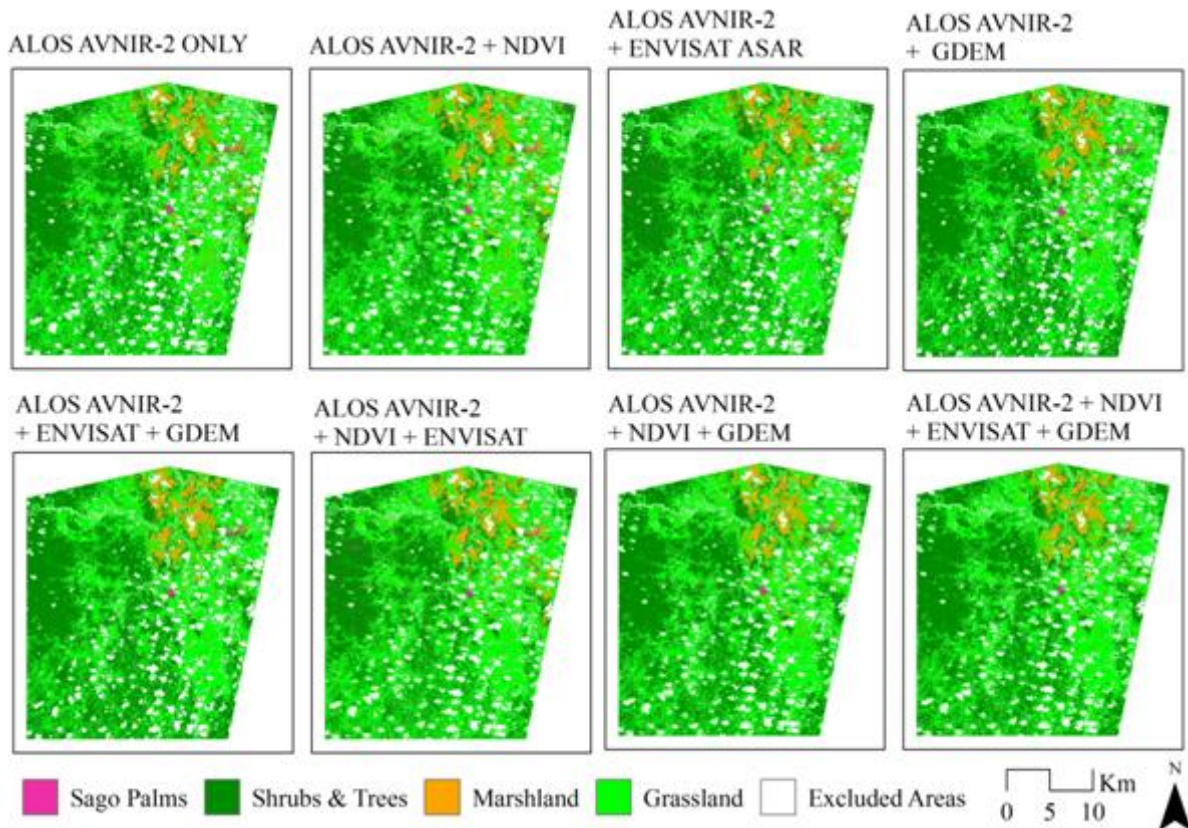 ALOS AVNIR-2 ONLY
ALOS AVNIR-2 + NDVI
ALOS AVNIR-2
+ ENVISAT ASAR
ALOS AVNIR-2
+ GDEM
ALOS AVNIR-2
+ ENVISAT + GDEM
ALOS AVNIR-2
+ NDVI + ENVISAT
ALOS AVNIR-2
+ NDVI + GDEM
ALOS AVNIR-2 + NDVI
+ ENVISAT + GDEM
Sago Palms
Shrubs & Trees
Marshland
Grassland
Excluded Areas
Km
0 5 10
N